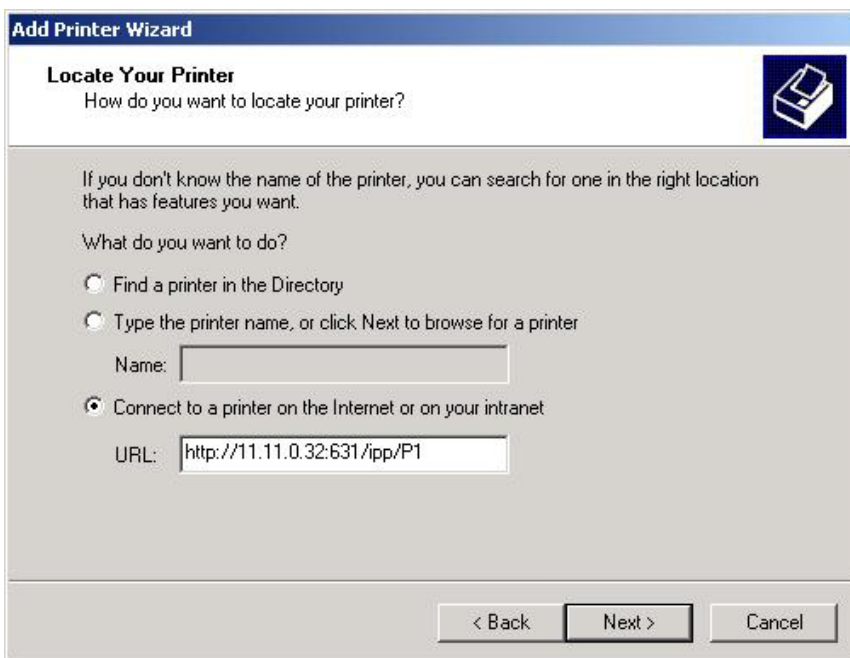 Add Printer Wizard
Locate Your Printer
How do you want to locate your printer?
If you don't know the name of the printer, you can search for one in the right location
that has features you want.
What do you want to do?
Find a printer in the Directory
Type the printer name, or click Next to browse for a printer
Name:
Connect to a printer on the Internet or on your intranet
URL: http://11.11.0.32:631/ipp/P1
< Back Next > Cancel